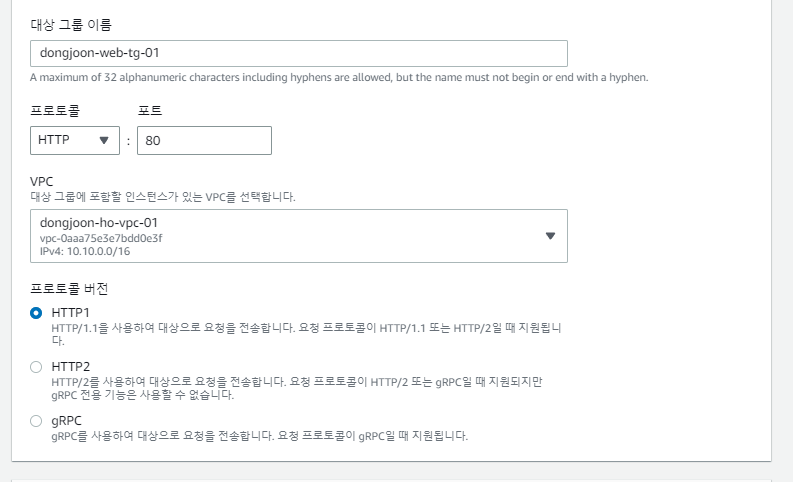 대상 그룹 이름
dongjoon-web-tg-01
A maximum of 32 alphanumeric characters including hyphens are allowed, but the name must not begin or end with a hyphen.
프로토콜 포트
HTTP : 80
VPC
대상 그룹에 포함할 인스턴스가 있는 VPC를 선택합니다.
dongjoon-ho-vpc-01
vpc-0aaa75e3e7bdd0e3f
IPv4: 10.10.0.0/16
프로토콜 버전
HTTP1
HTTP/1.1을 사용하여 대상으로 요청을 전송합니다. 요청 프로토콜이 HTTP/1.1 또는 HTTP/2일 때 지원됩니
다.
HTTP2
HTTP/2를 사용하여 대상으로 요청을 전송합니다. 요청 프로토콜이 HTTP/2 또는 gRPC일 때 지원되지만
gRPC 전용 기능은 사용할 수 없습니다.
gRPC
gRPC를 사용하여 대상으로 요청을 전송합니다. 요청 프로토콜이 gRPC일 때 지원됩니다.